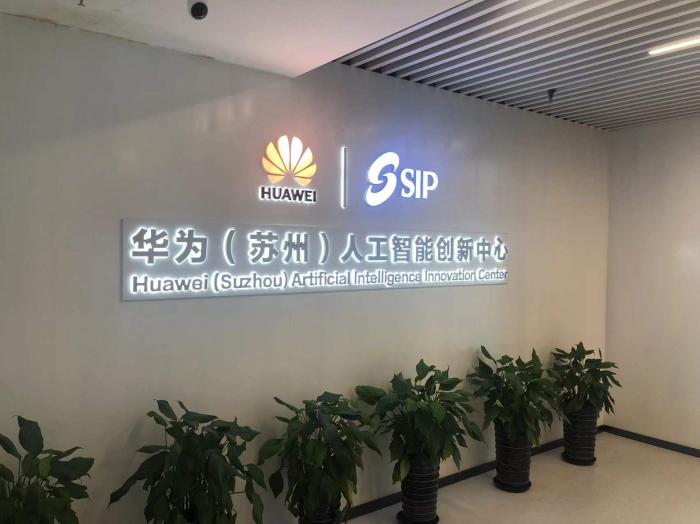 HUAWEI
SIP
华为（苏州）人工智能创新中心
Huawei (Suzhou) Artificial Intelligence Innovation Center